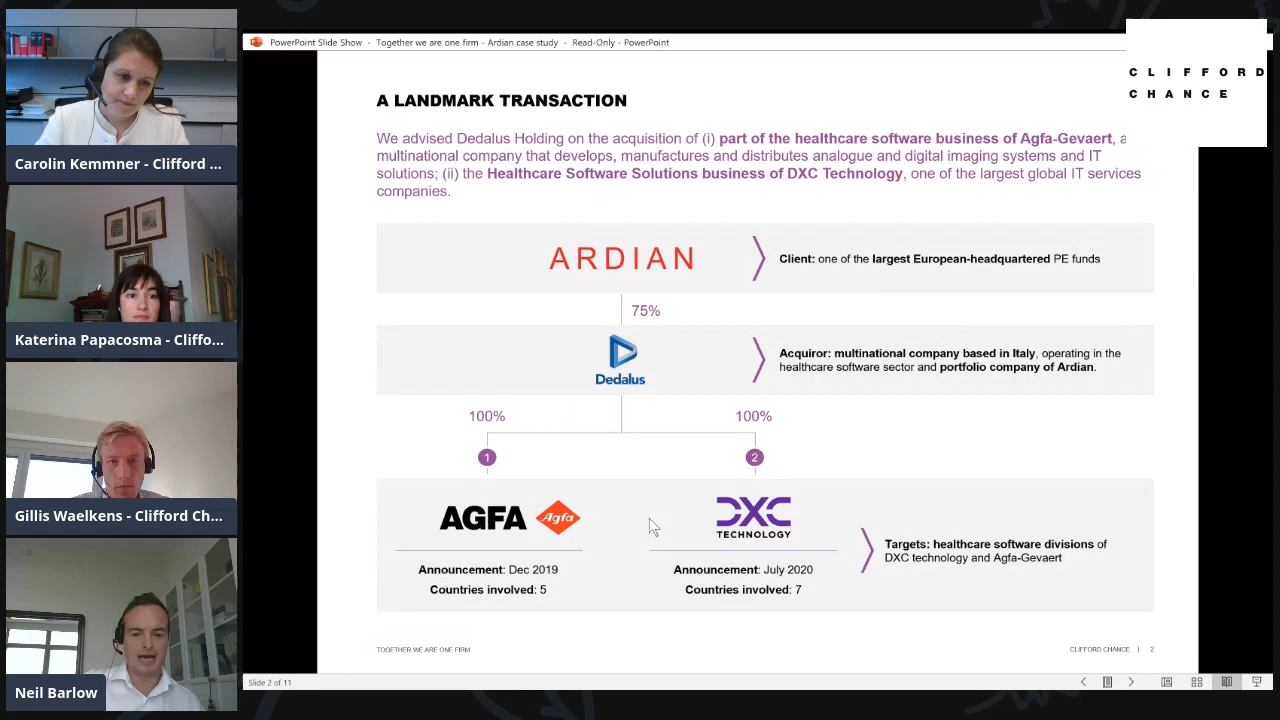 Carolin Kemmner - Clifford ...
Katerina Papacosma - Cliffo...
Gillis Waelkens - Clifford Ch...
Neil Barlow
PowerPoint Slide Show - Together we are one firm - Ardian case study - Read-Only - PowerPoint
CLIFFORD
CHANCE
A LANDMARK TRANSACTION
We advised Dedalus Holding on the acquisition of (i) part of the healthcare software business of Agfa-Gevaert, a
multinational company that develops, manufactures and distributes analogue and digital imaging systems and IT
solutions; (ii) the Healthcare Software Solutions business of DXC Technology, one of the largest global IT services
companies.
ARDIAN
Client: one of the largest European-headquartered PE funds
75%
Dedalus
Acquiror: multinational company based in Italy, operating in the
healthcare software sector and portfolio company of Ardian.
100%
100%
1
2
AGFA
Agfa
DXC
TECHNOLOGY
Announcement: Dec 2019
Countries involved: 5
Announcement: July 2020
Countries involved: 7
Targets: healthcare software divisions of
DXC technology and Agfa-Gevaert
TOGETHER WE ARE ONE FIRM
CLIFFORD CHANCE | 2
Slide 2 of 11